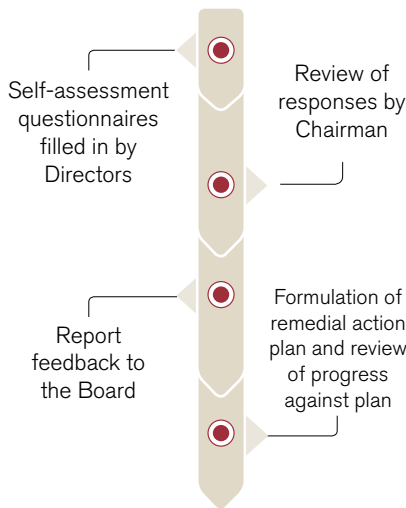 Self-assessment
questionnaires
filled in by
Directors
Review of
responses by
Chairman
Report
feedback to
the Board
Formulation of
remedial action
plan and review
of progress
against plan